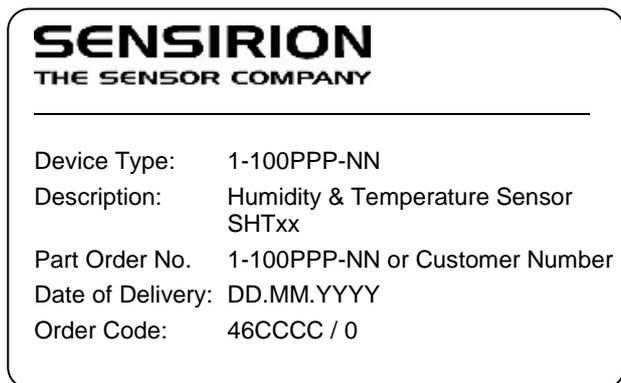 SENSIRION
THE SENSOR COMPANY
Device Type: 1-100PPP-NN
Description: Humidity & Temperature Sensor
SHTxx
Part Order No. 1-100PPP-NN or Customer Number
Date of Delivery: DD.MM.YYYY
Order Code: 46CCCC / 0